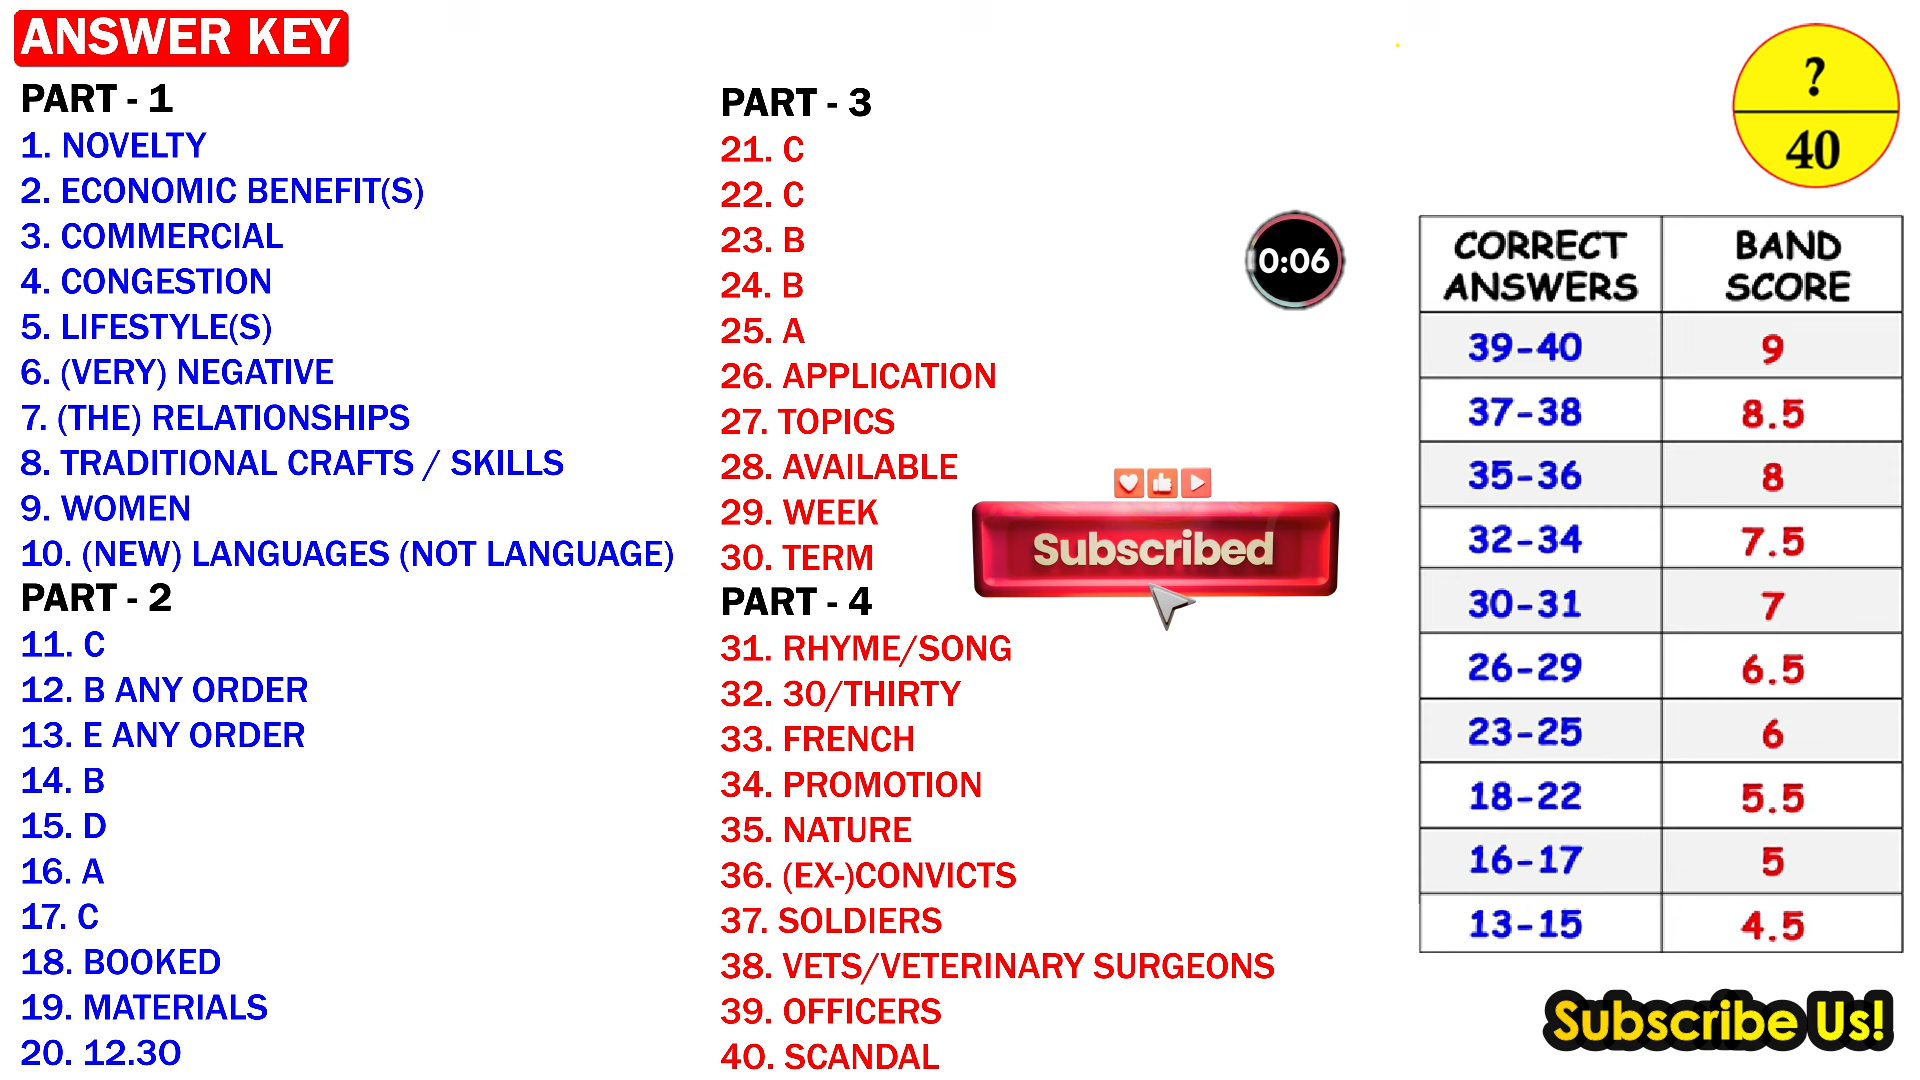 ANSWER KEY
PART - 1
1. NOVELTY
2. ECONOMIC BENEFIT(S)
3. COMMERCIAL
4. CONGESTION
5. LIFESTYLE(S)
6. (VERY) NEGATIVE
7. (THE) RELATIONSHIPS
8. TRADITIONAL CRAFTS / SKILLS
9. WOMEN
10. (NEW) LANGUAGES (NOT LANGUAGE)
PART - 2
11. C
12. B ANY ORDER
13. E ANY ORDER
14. B
15. D
16. A
17. C
18. BOOKED
19. MATERIALS
20. 12.30
PART - 3
21. C
22. C
23. B
24. B
25. A
26. APPLICATION
27. TOPICS
28. AVAILABLE
29. WEEK
30. TERM
PART - 4
31. RHYME/SONG
32. 30/THIRTY
33. FRENCH
34. PROMOTION
35. NATURE
36. (EX-)CONVICTS
37. SOLDIERS
38. VETS/VETERINARY SURGEONS
39. OFFICERS
40. SCANDAL
0:06
Subscribed
?
40
CORRECT ANSWERS BAND SCORE
39-40 9
37-38 8.5
35-36 8
32-34 7.5
30-31 7
26-29 6.5
23-25 6
18-22 5.5
16-17 5
13-15 4.5
Subscribe Us!